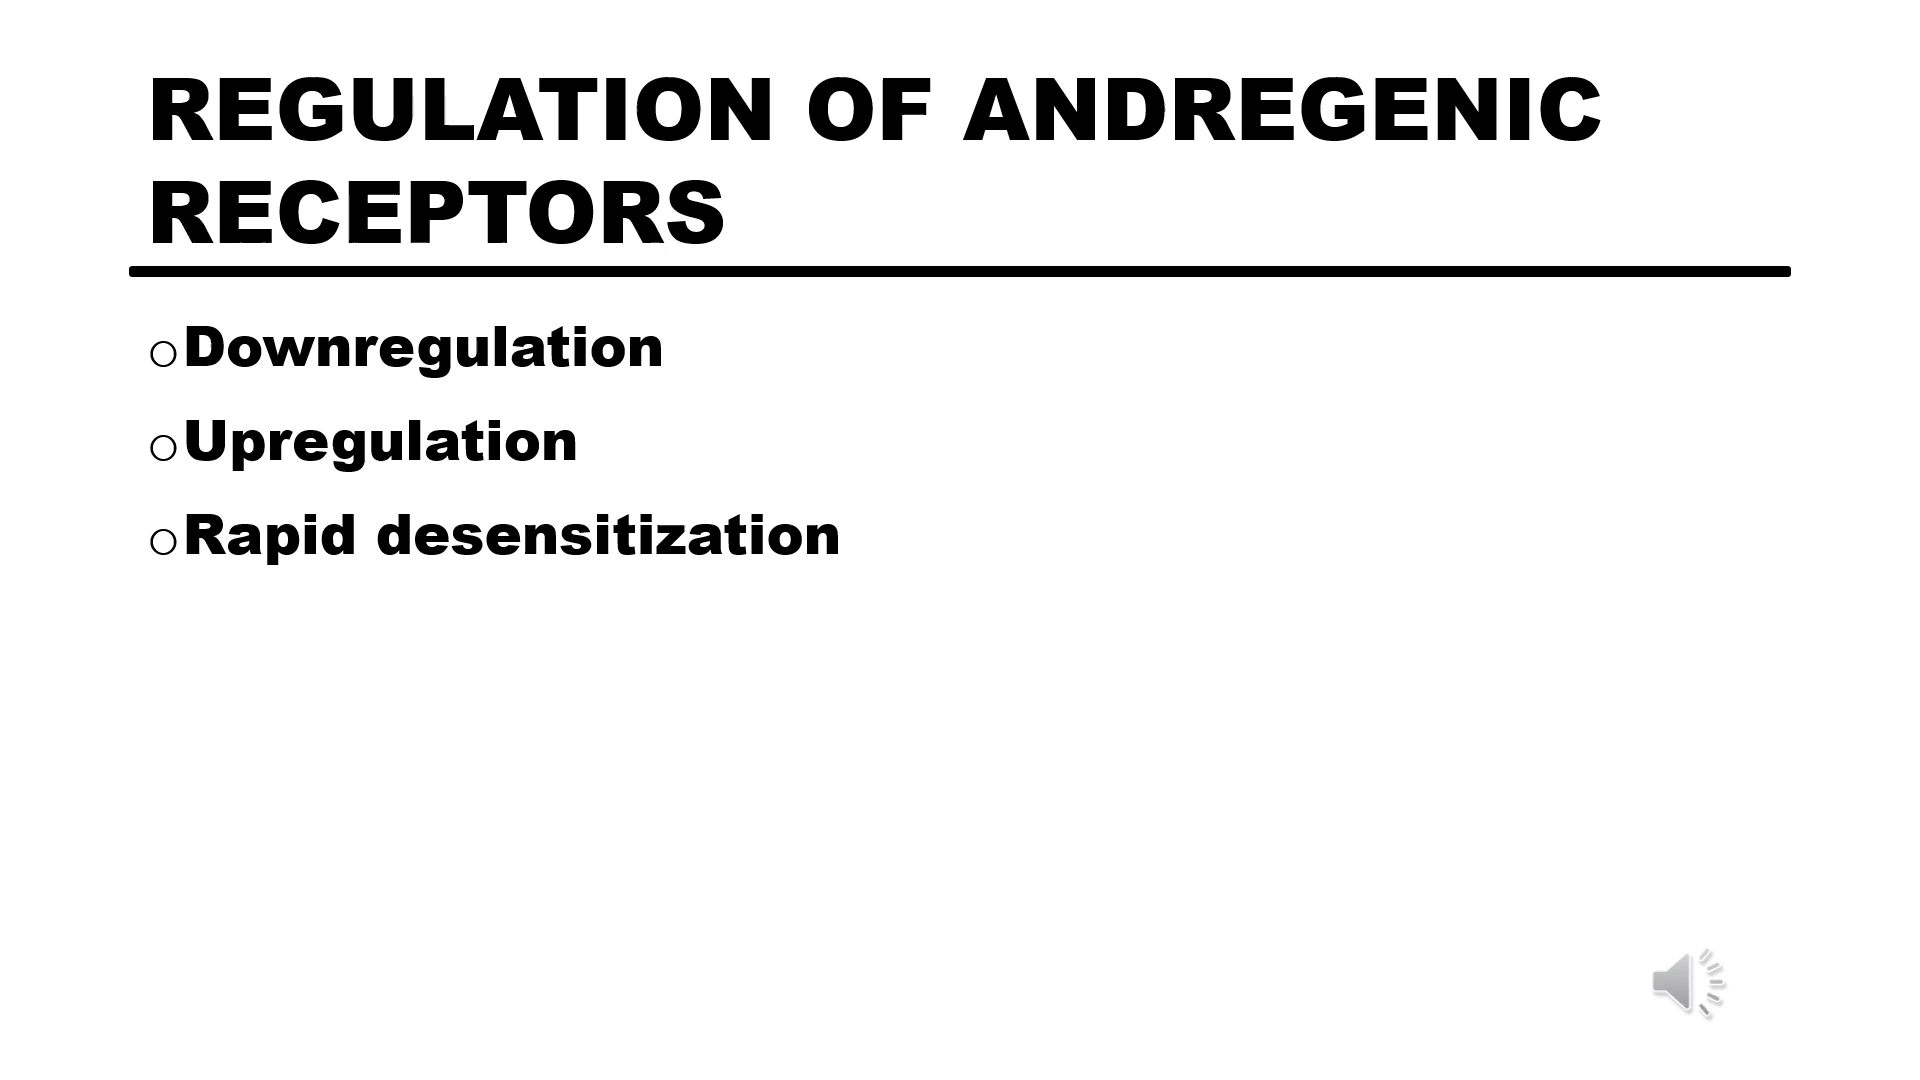 REGULATION OF ANDREGENIC
RECEPTORS
Downregulation
Upregulation
Rapid desensitization